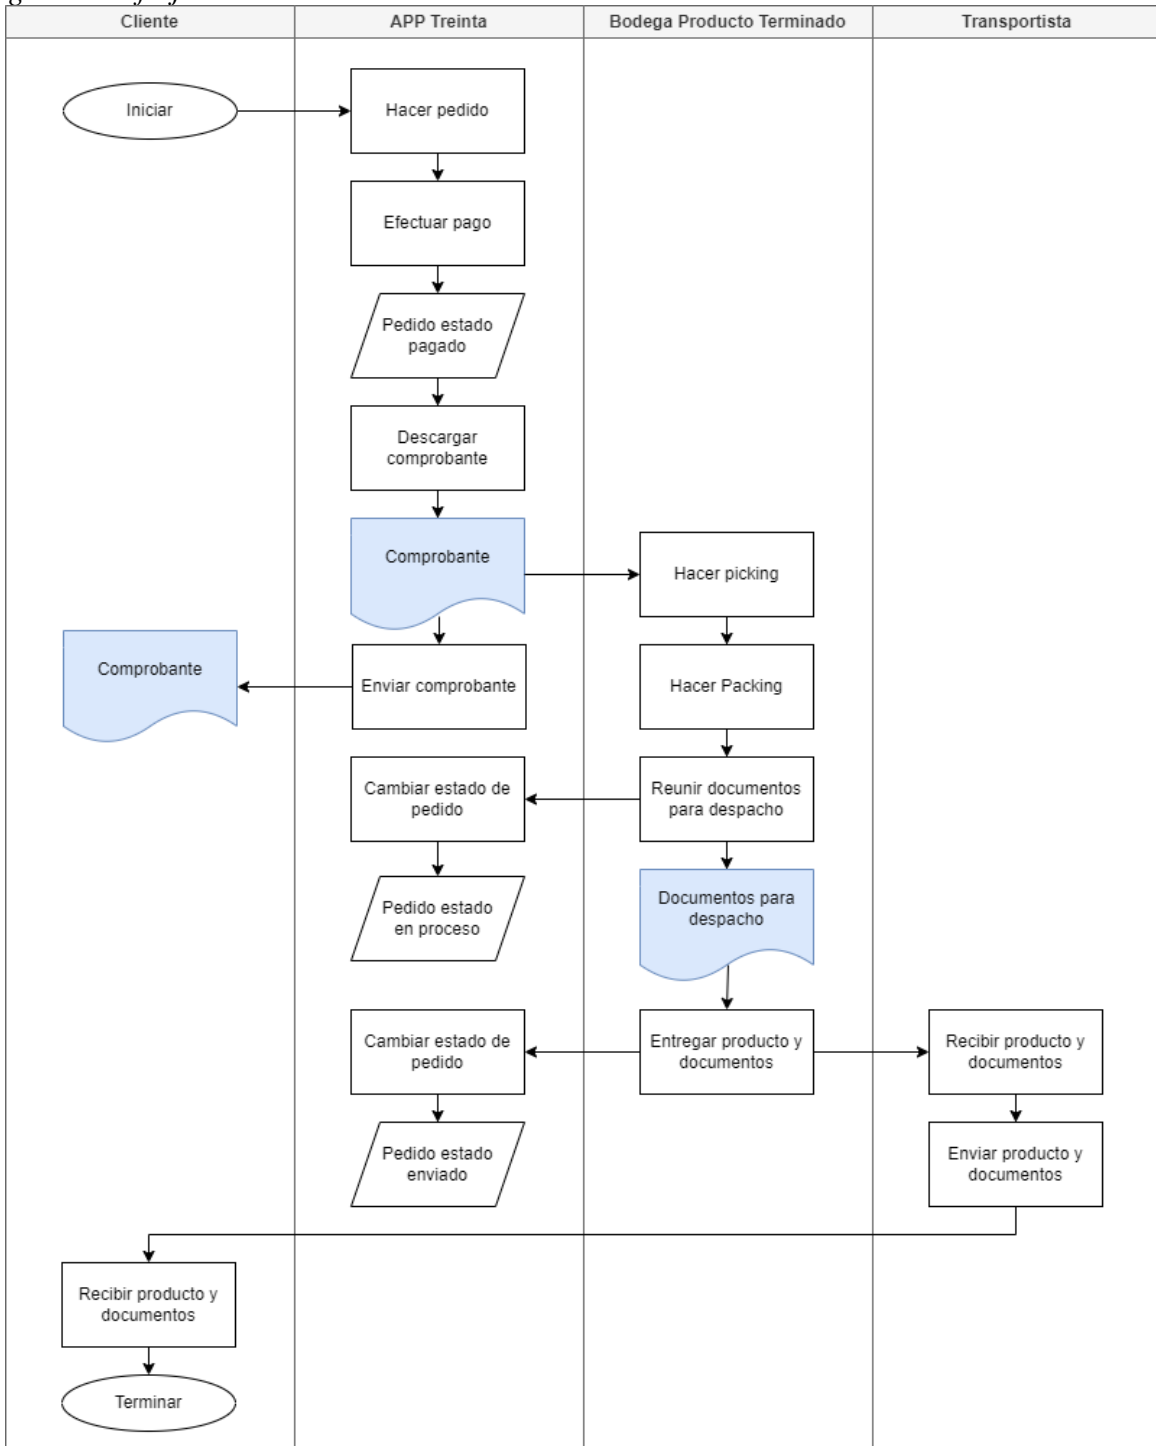 Cliente
APP Treinta
Bodega Producto Terminado
Transportista
Iniciar
Hacer pedido
Efectuar pago
Pedido estado
pagado
Descargar
comprobante
Comprobante
Hacer picking
Comprobante
Enviar comprobante
Hacer Packing
Cambiar estado de
pedido
Reunir documentos
para despacho
Pedido estado
en proceso
Documentos para
despacho
Cambiar estado de
pedido
Entregar producto y
documentos
Recibir producto y
documentos
Pedido estado
enviado
Enviar producto y
documentos
Recibir producto y
documentos
Terminar